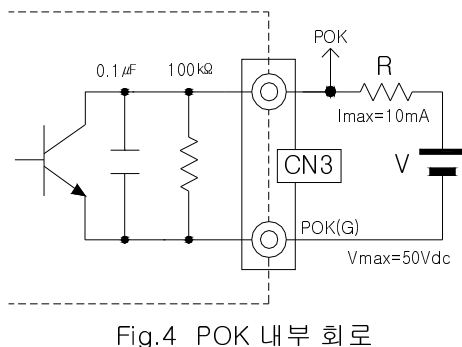 POK
0.1㎌
100kΩ
R
Imax=10mA
CN3
V
POK(G)
Vmax=50Vdc
Fig.4 POK 내부 회로